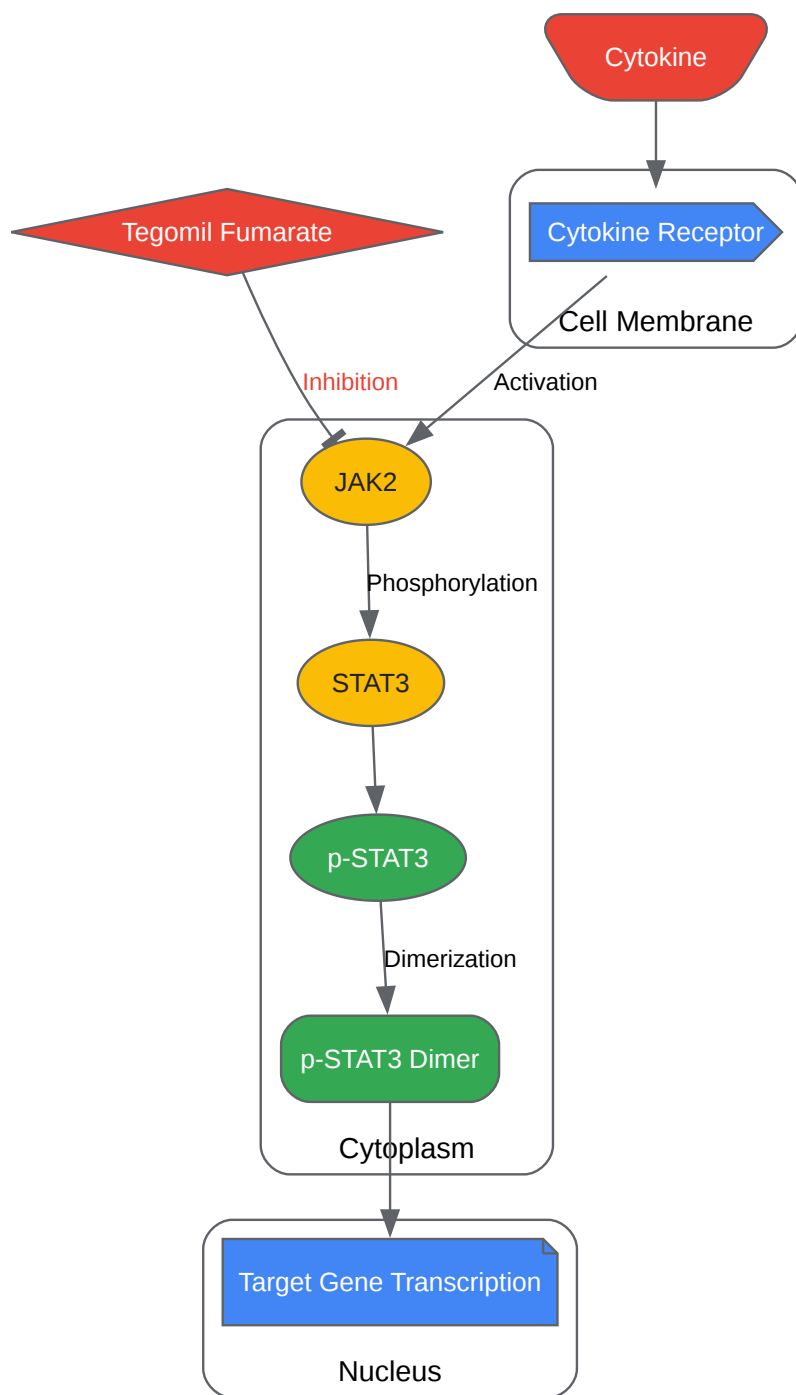 Cytokine
Tegomil Fumarate
Cytokine Receptor
Cell Membrane
Inhibition
Activation
JAK2
Phosphorylation
STAT3
p-STAT3
Dimerization
p-STAT3 Dimer
Cytoplasm
Target Gene Transcription
Nucleus